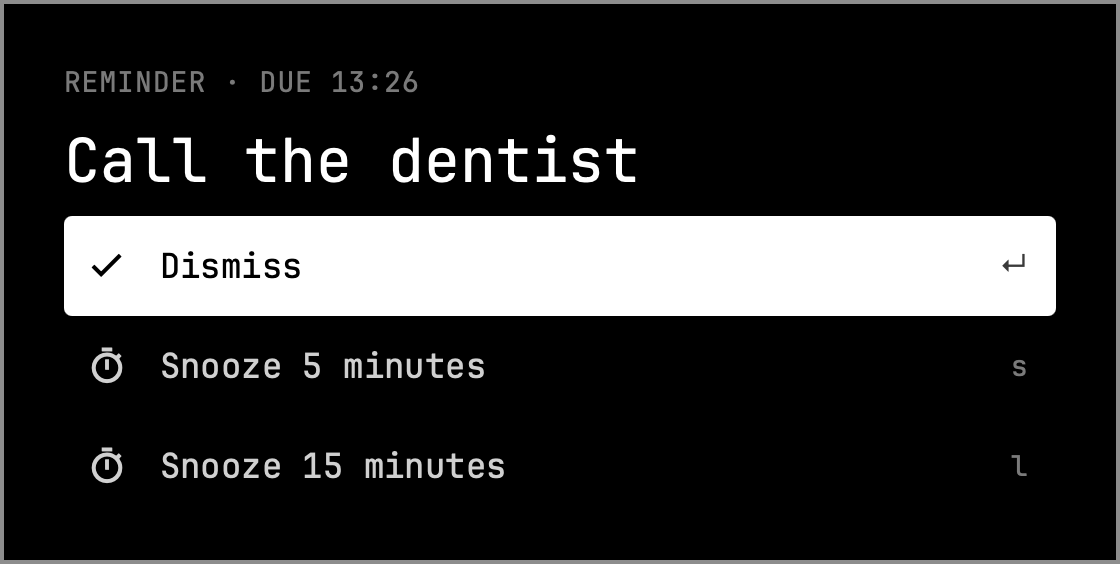 REMINDER · DUE 13:26
Call the dentist
Dismiss ↵
Snooze 5 minutes s
Snooze 15 minutes l